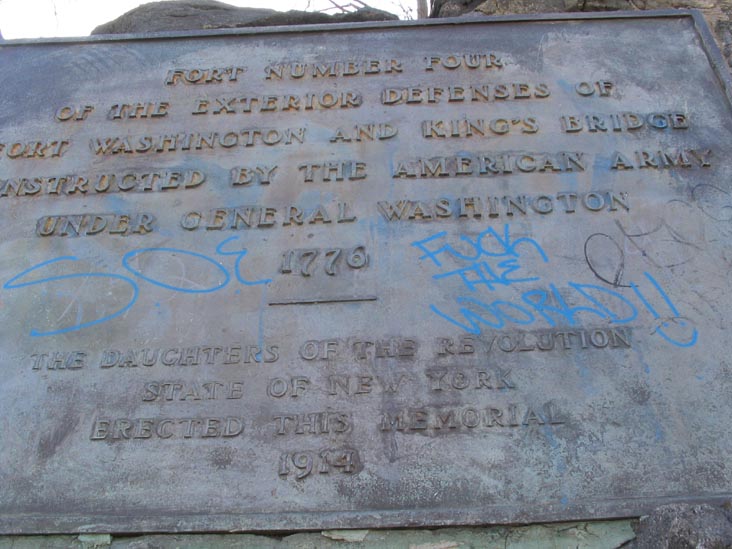 FORT NUMBER FOUR
OF THE EXTERIOR DEFENSES OF
FORT WASHINGTON AND KING'S BRIDGE
ONSTRUCTED BY THE AMERICAN ARMY
UNDER GENERAL WASHINGTON
1776
FUCK
THE
WORLD!!
THE DAUGHTERS OF THE REVOLUTION
STATE OF NEW YORK
ERECTED THIS MEMORIAL
1914